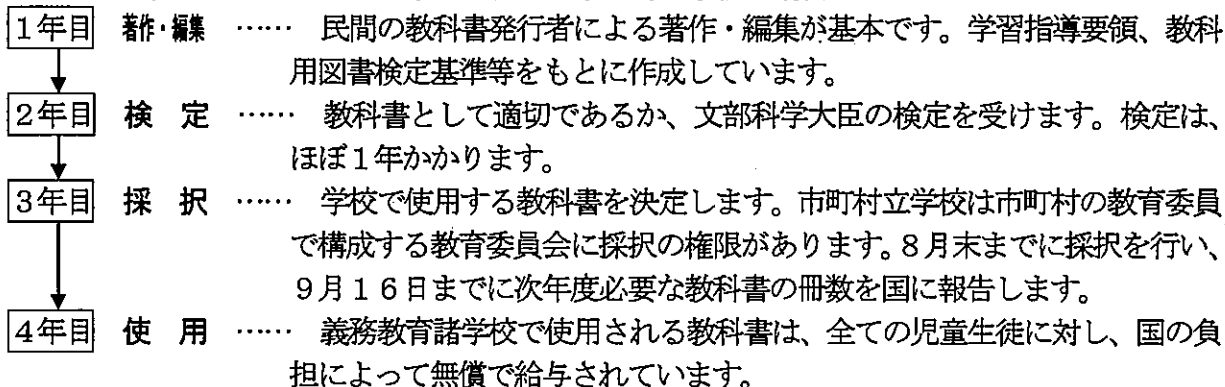 1年目 著作・編集 …… 民間の教科書発行者による著作・編集が基本です。学習指導要領、教科
用図書検定基準等をもとに作成しています。
2年目 検 定 …… 教科書として適切であるか、文部科学大臣の検定を受けます。検定は、
ほぼ1年かかります。
3年目 採 択 …… 学校で使用する教科書を決定します。市町村立学校は市町村の教育委員
で構成する教育委員会に採択の権限があります。8月末までに採択を行い、
9月16日までに次年度必要な教科書の冊数を国に報告します。
4年目 使 用 …… 義務教育諸学校で使用される教科書は、全ての児童生徒に対し、国の負
担によって無償で給与されています。